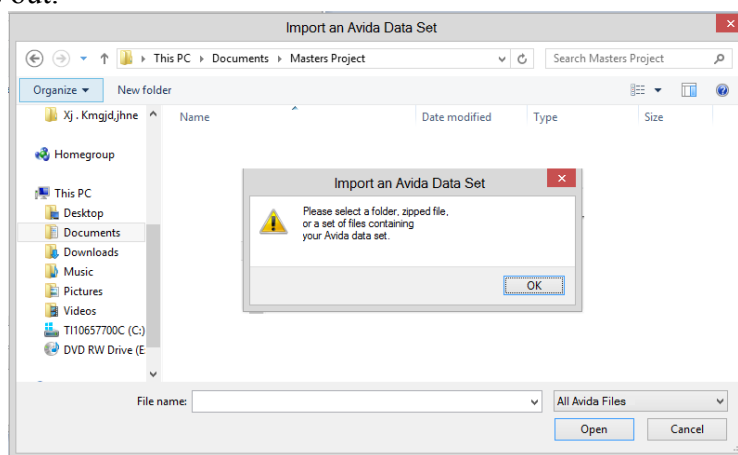 out.
Import an Avida Data Set
This PC Documents Masters Project
Search Masters Project
Organize New folder
Xj . Kmgjd,jhne
Name Date modified Type Size
Homegroup
This PC
Desktop
Documents
Downloads
Music
Pictures
Videos
TI10657700C (C:)
DVD RW Drive (E
Import an Avida Data Set
Please select a folder, zipped file,
or a set of files containing
your Avida data set.
OK
File name:
All Avida Files
Open Cancel